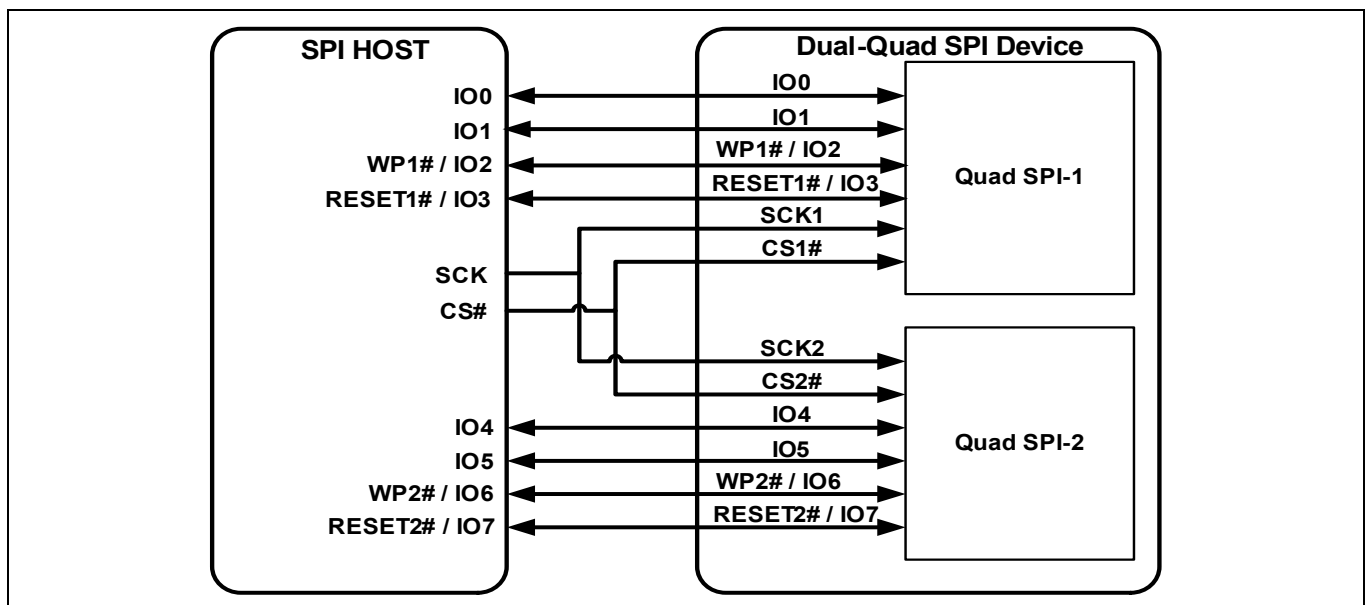 SPI HOST
IO0
IO1
WP1# / IO2
RESET1# / IO3
SCK
CS#
IO4
IO5
WP2# / IO6
RESET2# / IO7
Dual-Quad SPI Device
IO0
IO1
WP1# / IO2
RESET1# / IO3
SCK1
CS1#
Quad SPI-1
SCK2
CS2#
IO4
IO5
WP2# / IO6
RESET2# / IO7
Quad SPI-2